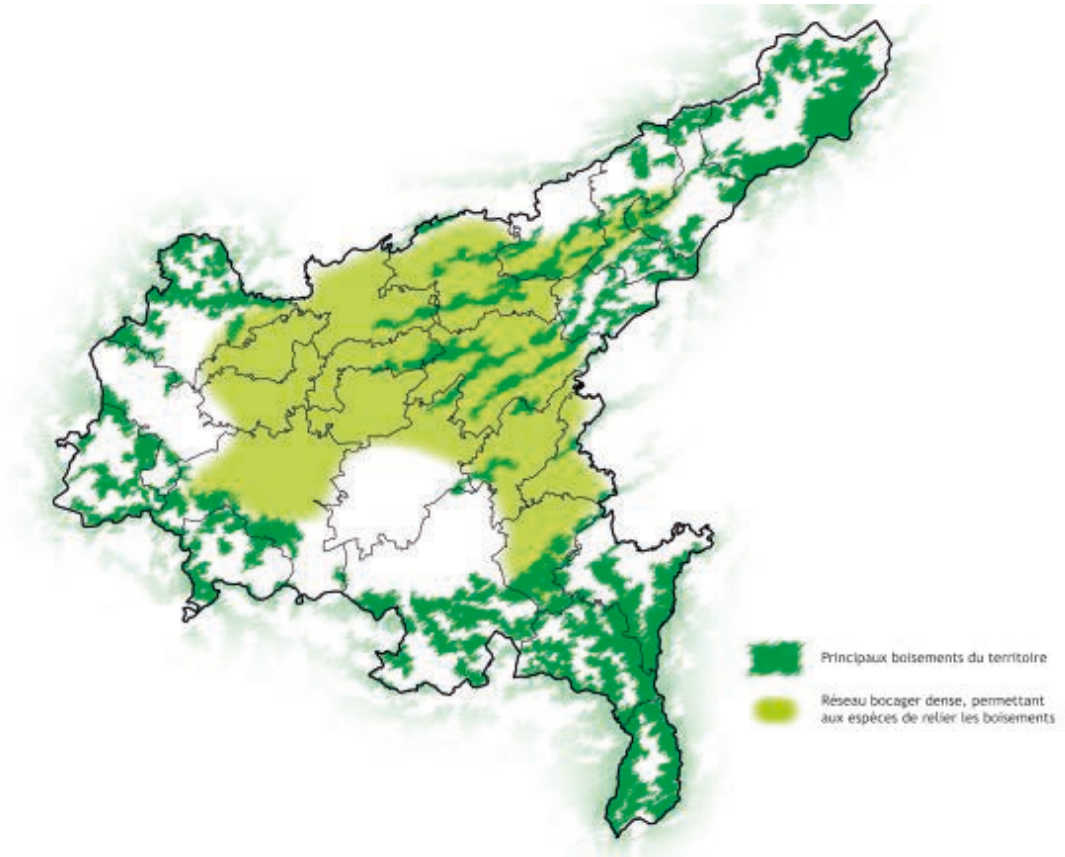 Principaux boisements du territoire
Réseau bocager dense, permettant
aux espèces de relier les boisements